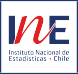 INE
Instituto Nacional de
Estadísticas • Chile